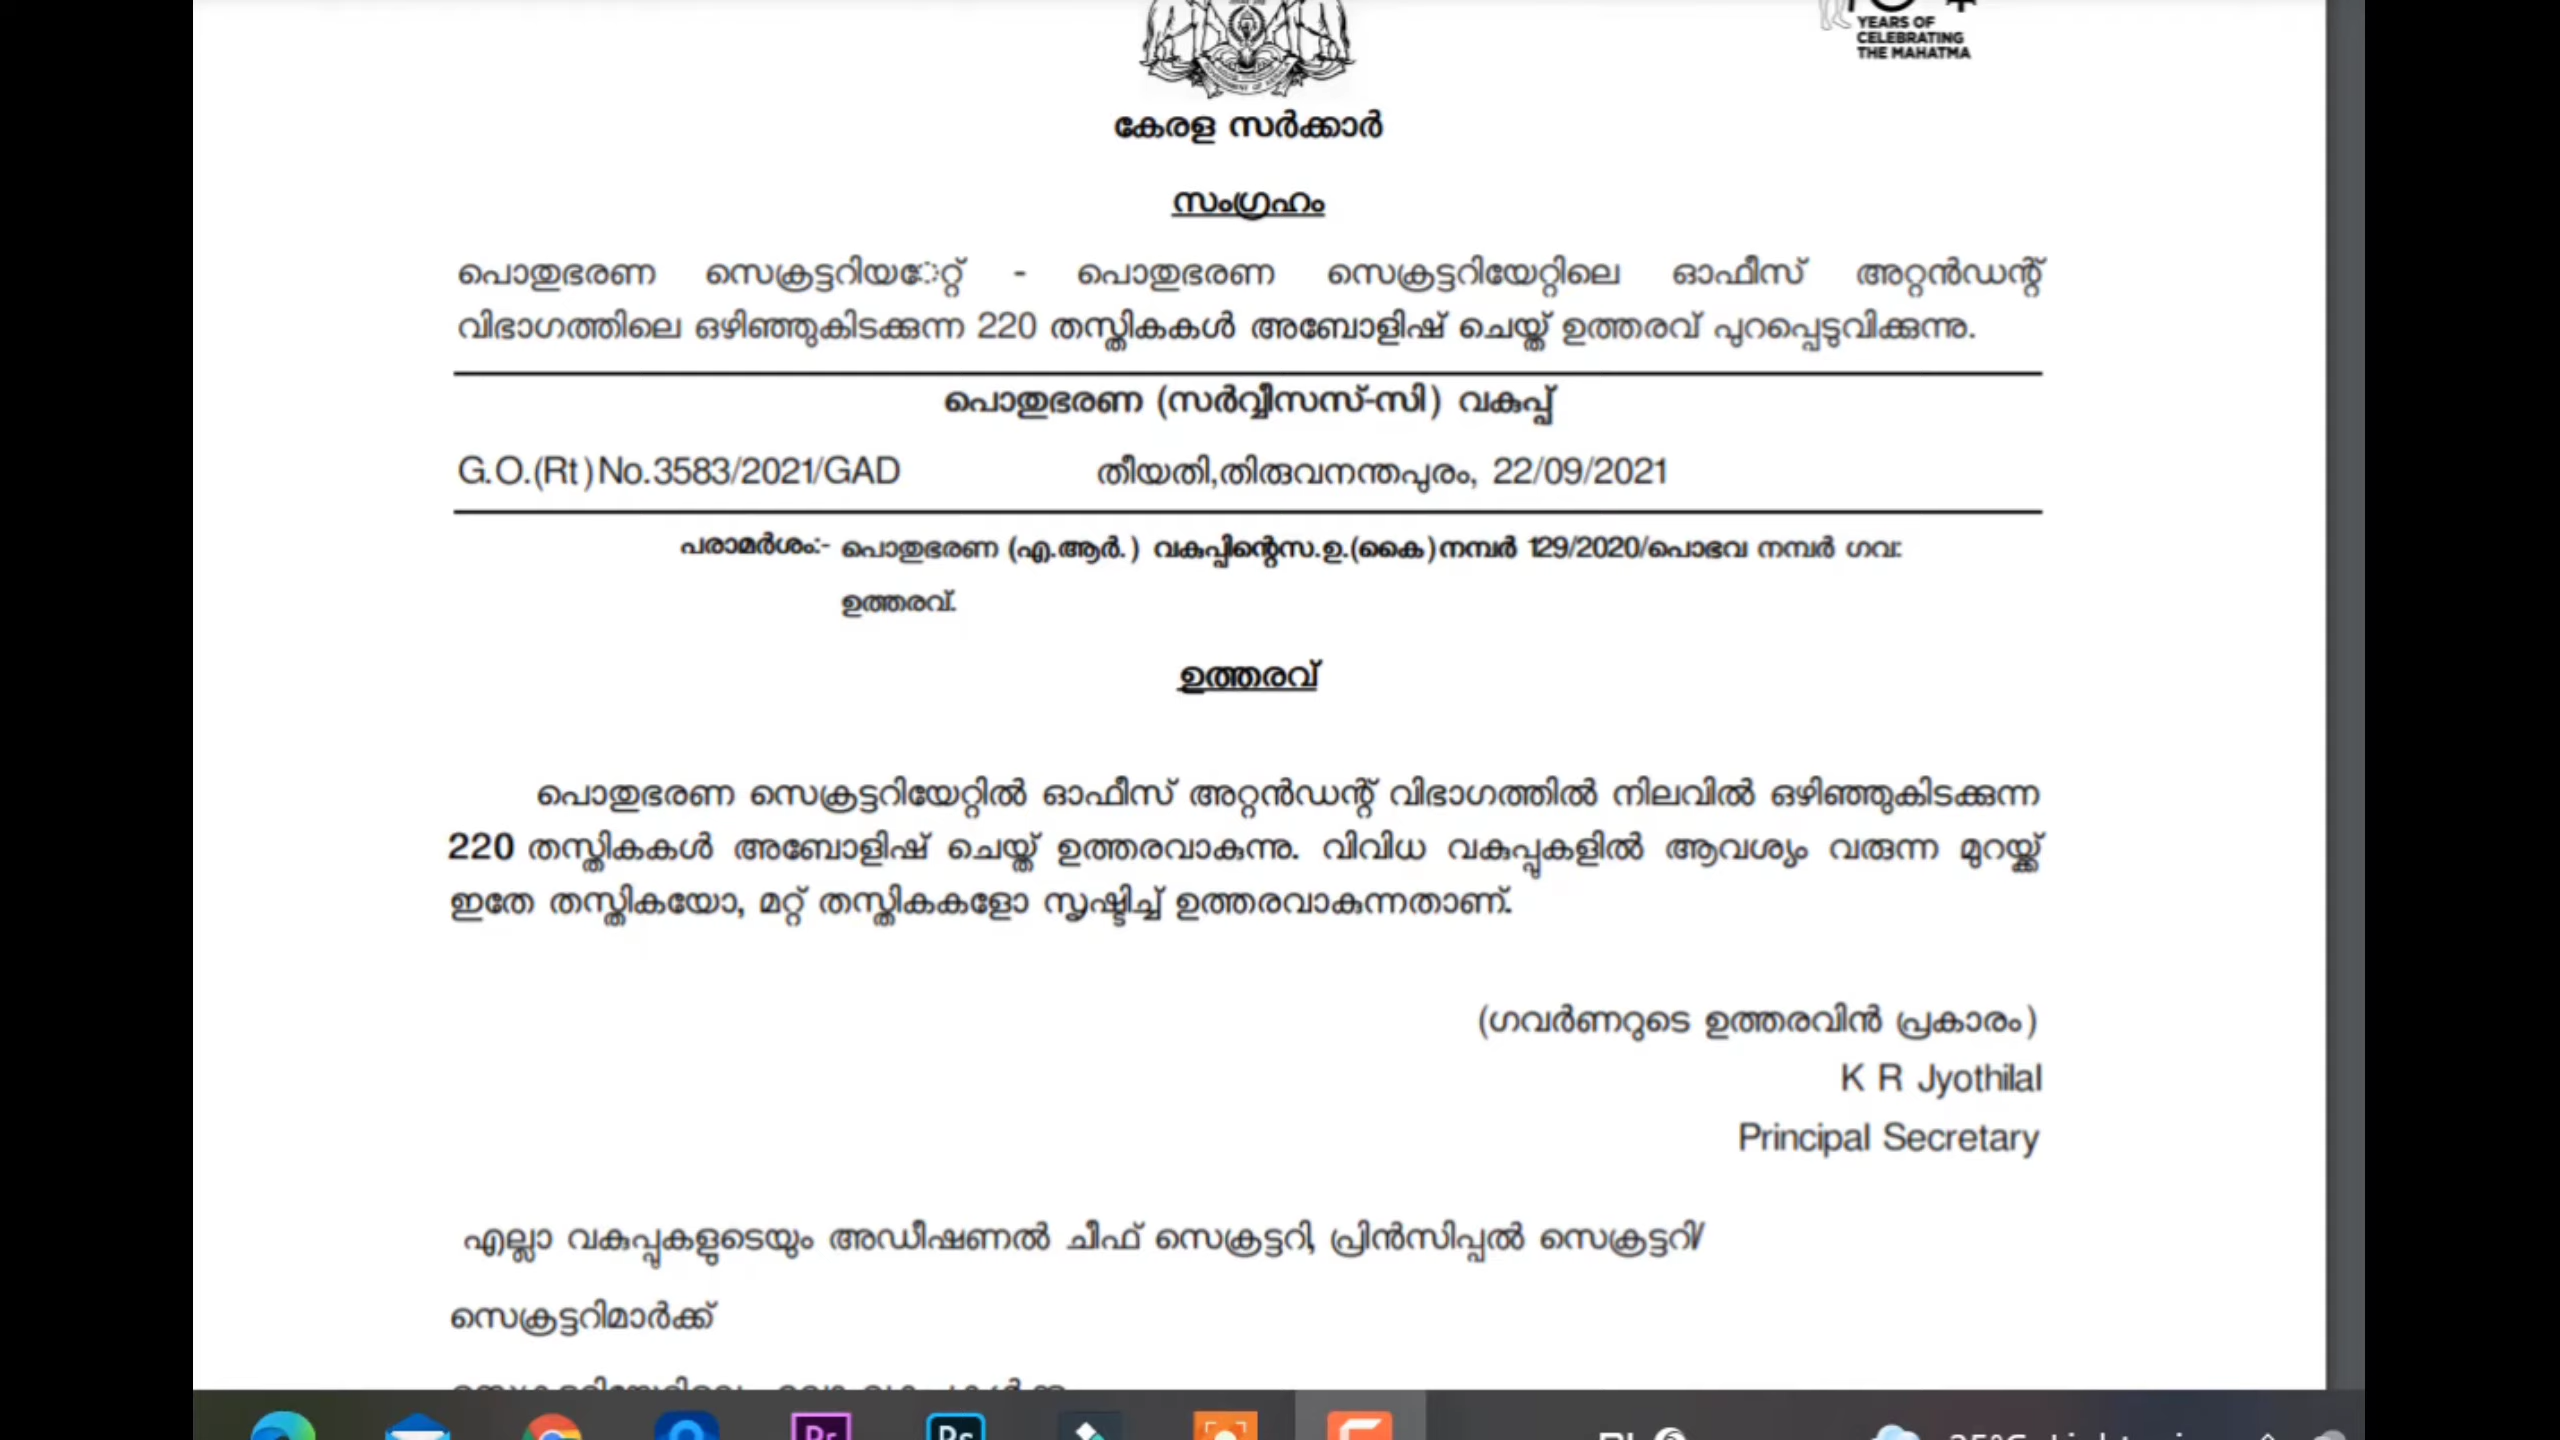 YEARS OF
CELEBRATING
THE MAHATMA
കേരള സർക്കാർ
സംഗ്രഹം
പൊതുഭരണ സെക്രട്ടറിയേറ്റ് - പൊതുഭരണ സെക്രട്ടറിയേറ്റിലെ ഓഫീസ് അറ്റൻഡന്റ്
വിഭാഗത്തിലെ ഒഴിഞ്ഞുകിടക്കുന്ന 220 തസ്തികകൾ അബോളിഷ് ചെയ്ത് ഉത്തരവ് പുറപ്പെടുവിക്കുന്നു.
പൊതുഭരണ (സർവ്വീസസ്-സി) വകുപ്പ്
G.O.(Rt)No.3583/2021/GAD തീയതി,തിരുവനന്തപുരം, 22/09/2021
പരാമർശം:- പൊതുഭരണ (എ.ആർ.) വകുപ്പിന്റെസ.ഉ.(കൈ)നമ്പർ 129/2020/പൊഭവ നമ്പർ ഗവ:
ഉത്തരവ്.
ഉത്തരവ്
പൊതുഭരണ സെക്രട്ടറിയേറ്റിൽ ഓഫീസ് അറ്റൻഡന്റ് വിഭാഗത്തിൽ നിലവിൽ ഒഴിഞ്ഞുകിടക്കുന്ന
220 തസ്തികകൾ അബോളിഷ് ചെയ്ത് ഉത്തരവാകുന്നു. വിവിധ വകുപ്പുകളിൽ ആവശ്യം വരുന്ന മുറയ്ക്ക്
ഇതേ തസ്തികയോ, മറ്റ് തസ്തികകളോ സൃഷ്ടിച്ച് ഉത്തരവാകുന്നതാണ്.
(ഗവർണറുടെ ഉത്തരവിൻ പ്രകാരം)
K R Jyothilal
Principal Secretary
എല്ലാ വകുപ്പുകളുടെയും അഡീഷണൽ ചീഫ് സെക്രട്ടറി, പ്രിൻസിപ്പൽ സെക്രട്ടറി/
സെക്രട്ടറിമാർക്ക്
Pr Ps